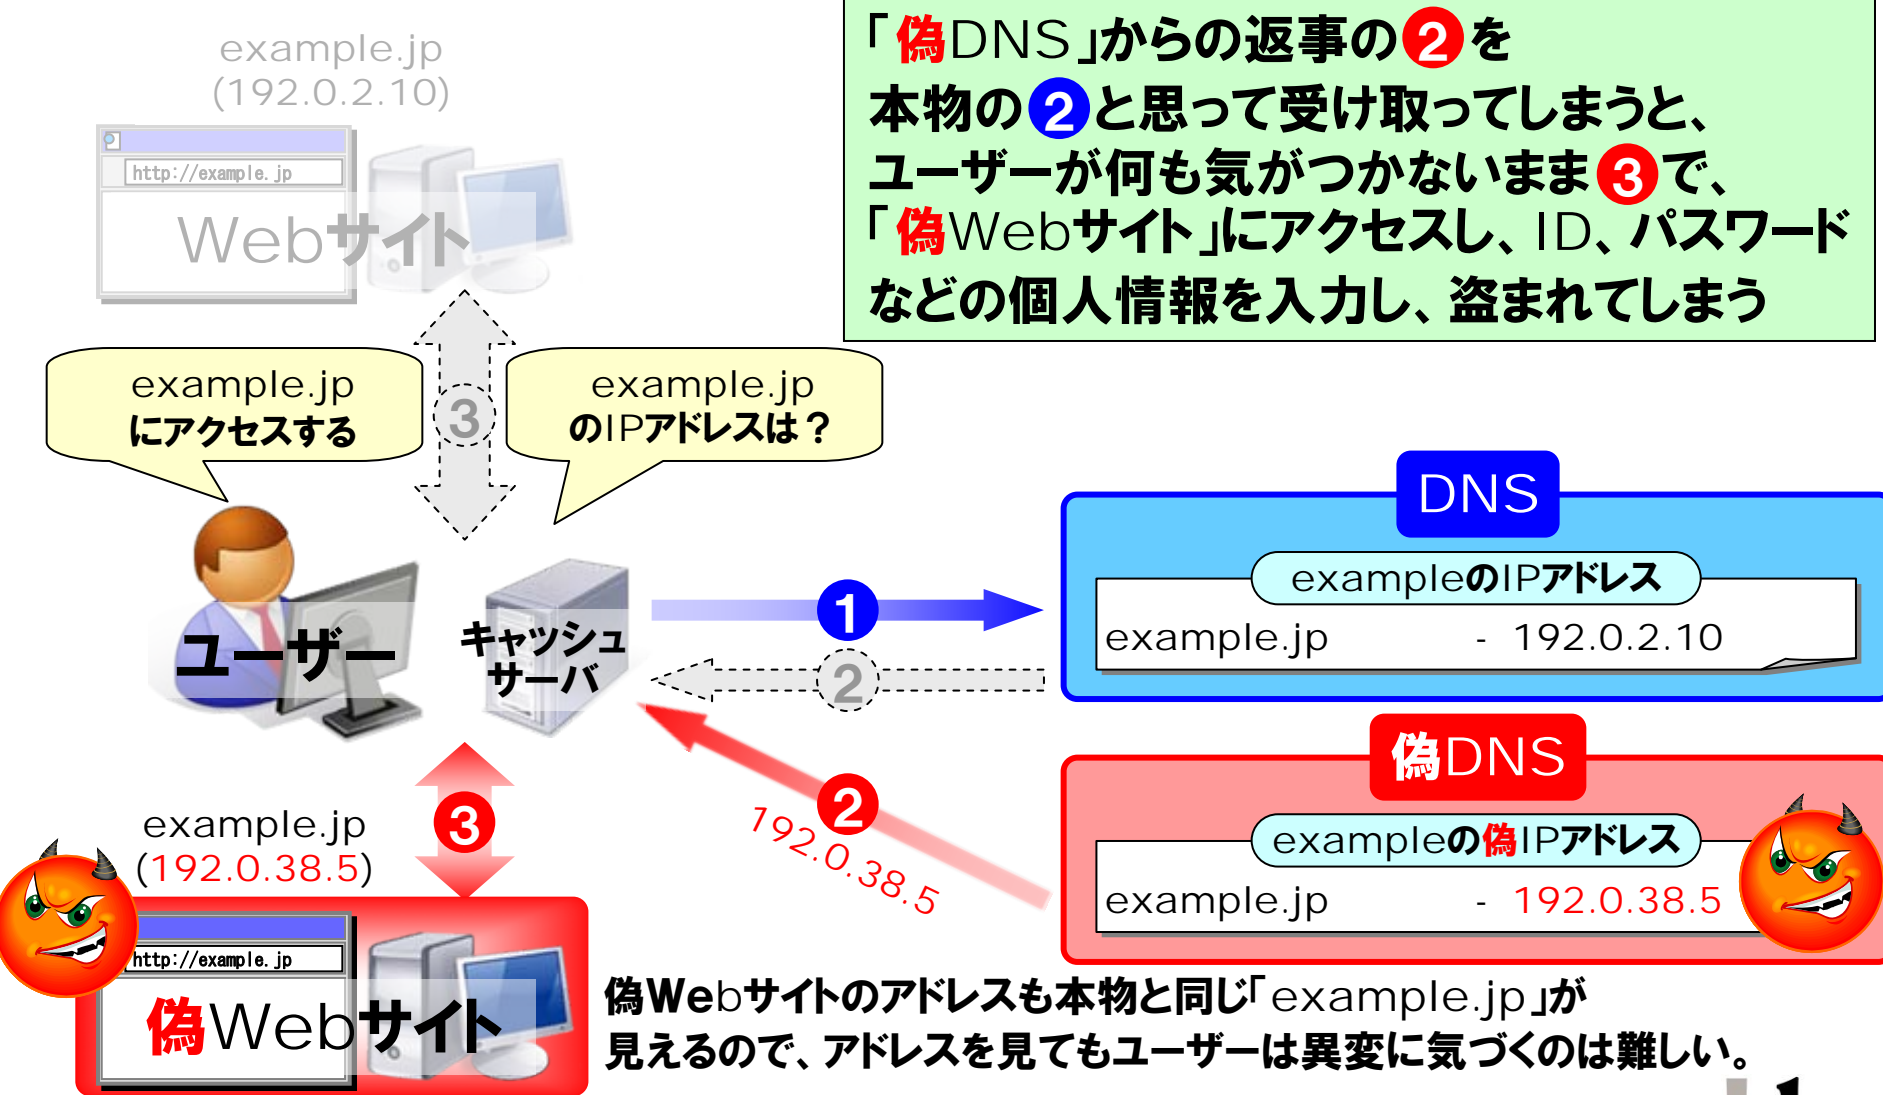 example.jp
(192.0.2.10)
http://example.jp
Webサイト
「偽DNS」からの返事の2を
本物の2と思って受け取ってしまうと、
ユーザーが何も気がつかないまま3で、
「偽Webサイト」にアクセスし、ID、パスワード
などの個人情報を入力し、盗まれてしまう
example.jp
にアクセスする
3
example.jp
のIPアドレスは？
ユーザー
キャッシュ
サーバ
1
2
DNS
exampleのIPアドレス
example.jp - 192.0.2.10
2
192.0.38.5
偽DNS
exampleの偽IPアドレス
example.jp - 192.0.38.5
3
example.jp
(192.0.38.5)
http://example.jp
偽Webサイト
偽Webサイトのアドレスも本物と同じ「example.jp」が
見えるので、アドレスを見てもユーザーは異変に気づくのは難しい。